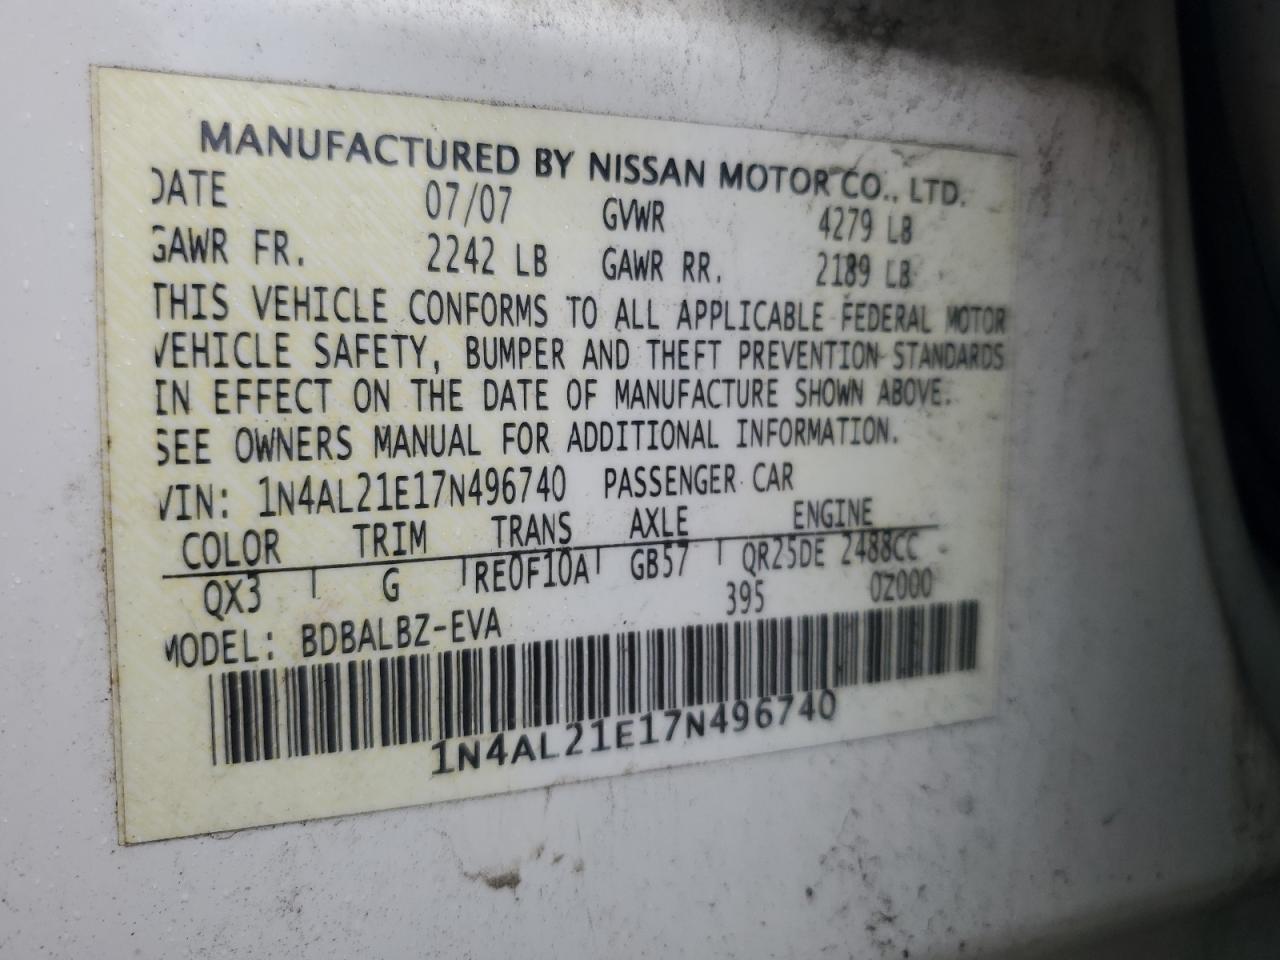 MANUFACTURED BY NISSAN MOTOR CO., LTD.
DATE 07/07 GVWR 4279 LB
GAWR FR. 2242 LB GAWR RR. 2189 LB
THIS VEHICLE CONFORMS TO ALL APPLICABLE FEDERAL MOTOR
VEHICLE SAFETY, BUMPER AND THEFT PREVENTION STANDARDS
IN EFFECT ON THE DATE OF MANUFACTURE SHOWN ABOVE.
SEE OWNERS MANUAL FOR ADDITIONAL INFORMATION.
VIN: 1N4AL21E17N496740 PASSENGER CAR
COLOR TRIM TRANS AXLE ENGINE
QX3 G RE0F10A GB57 QR25DE 2488CC
395 0Z000
MODEL: BDBALBZ-EVA
1N4AL21E17N496740